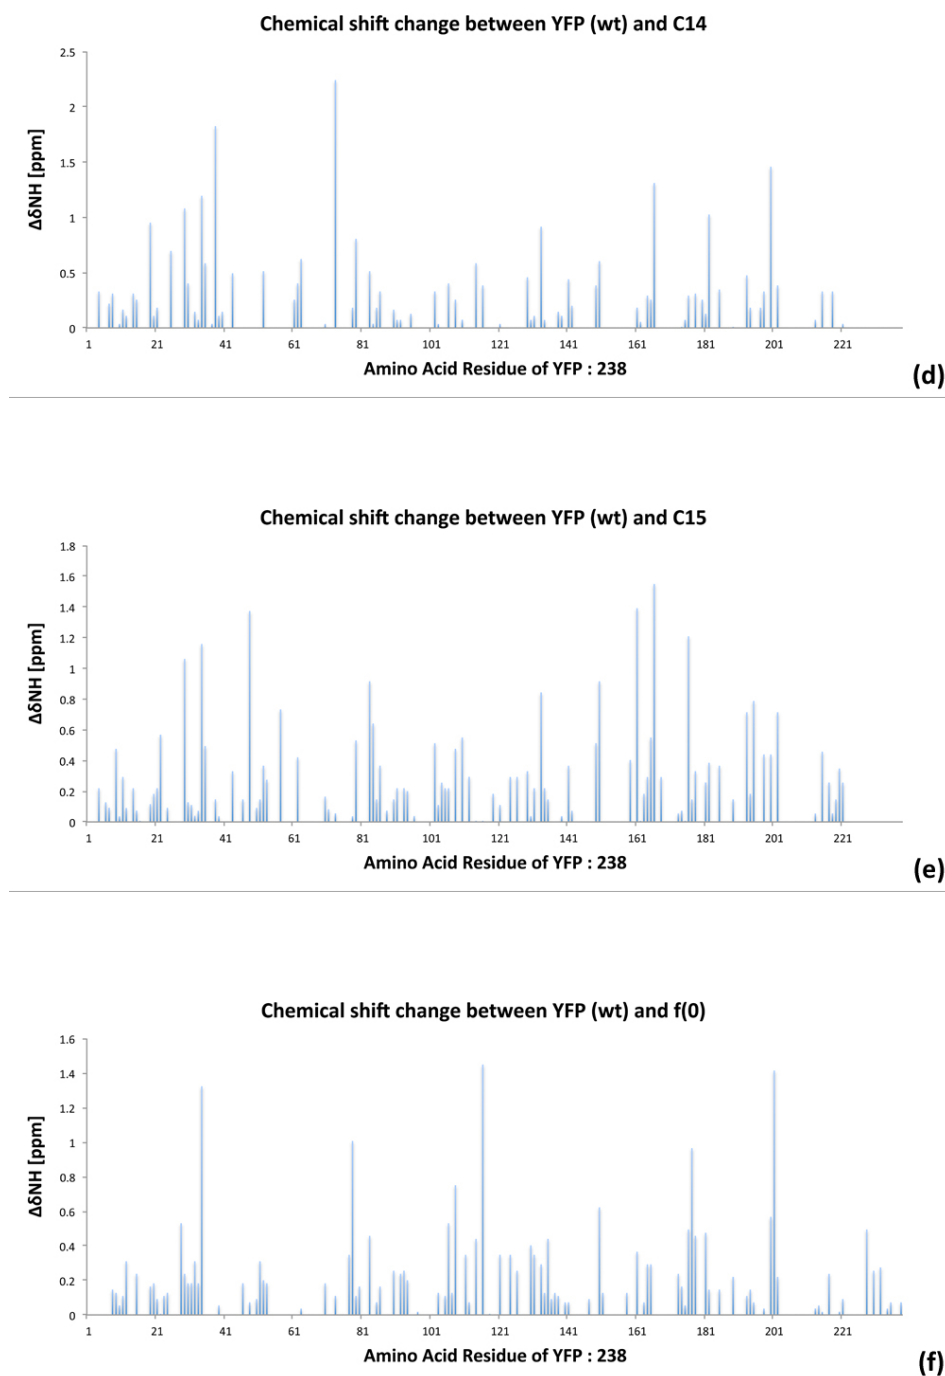 Chemical shift change between YFP (wt) and C14
2.5
2
1.5
1
0.5
0
ΔδNH [ppm]
1 21 41 61 81 101 121 141 161 181 201 221
Amino Acid Residue of YFP : 238
(d)
Chemical shift change between YFP (wt) and C15
1.8
1.6
1.4
1.2
1
0.8
0.6
0.4
0.2
0
ΔδNH [ppm]
1 21 41 61 81 101 121 141 161 181 201 221
Amino Acid Residue of YFP : 238
(e)
Chemical shift change between YFP (wt) and f(0)
1.6
1.4
1.2
1
0.8
0.6
0.4
0.2
0
ΔδNH [ppm]
1 21 41 61 81 101 121 141 161 181 201 221
Amino Acid Residue of YFP : 238
(f)